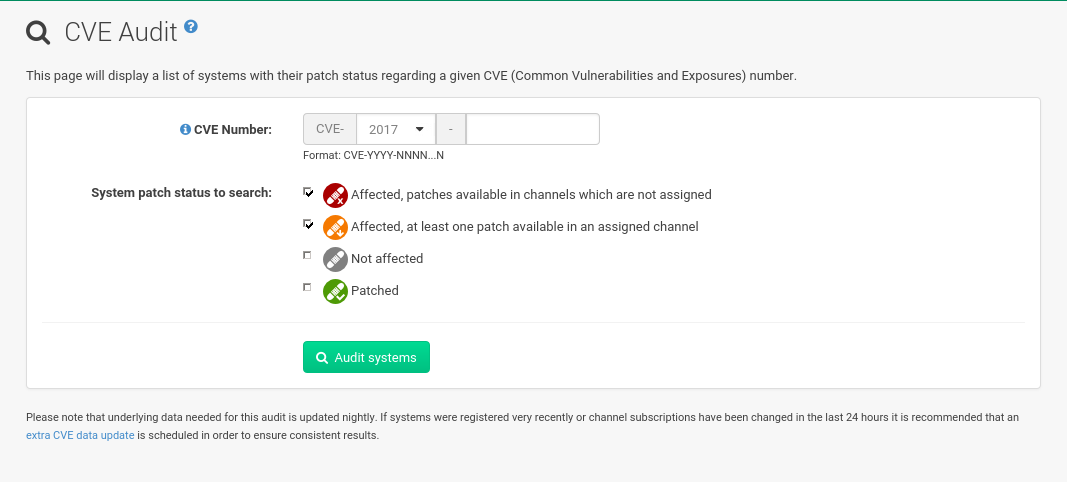 CVE Audit
This page will display a list of systems with their patch status regarding a given CVE (Common Vulnerabilities and Exposures) number.
CVE Number: CVE- 2017 -
Format: CVE-YYYY-NNNN...N
System patch status to search: Affected, patches available in channels which are not assigned
Affected, at least one patch available in an assigned channel
Not affected
Patched
Audit systems
Please note that underlying data needed for this audit is updated nightly. If systems were registered very recently or channel subscriptions have been changed in the last 24 hours it is recommended that an
extra CVE data update is scheduled in order to ensure consistent results.